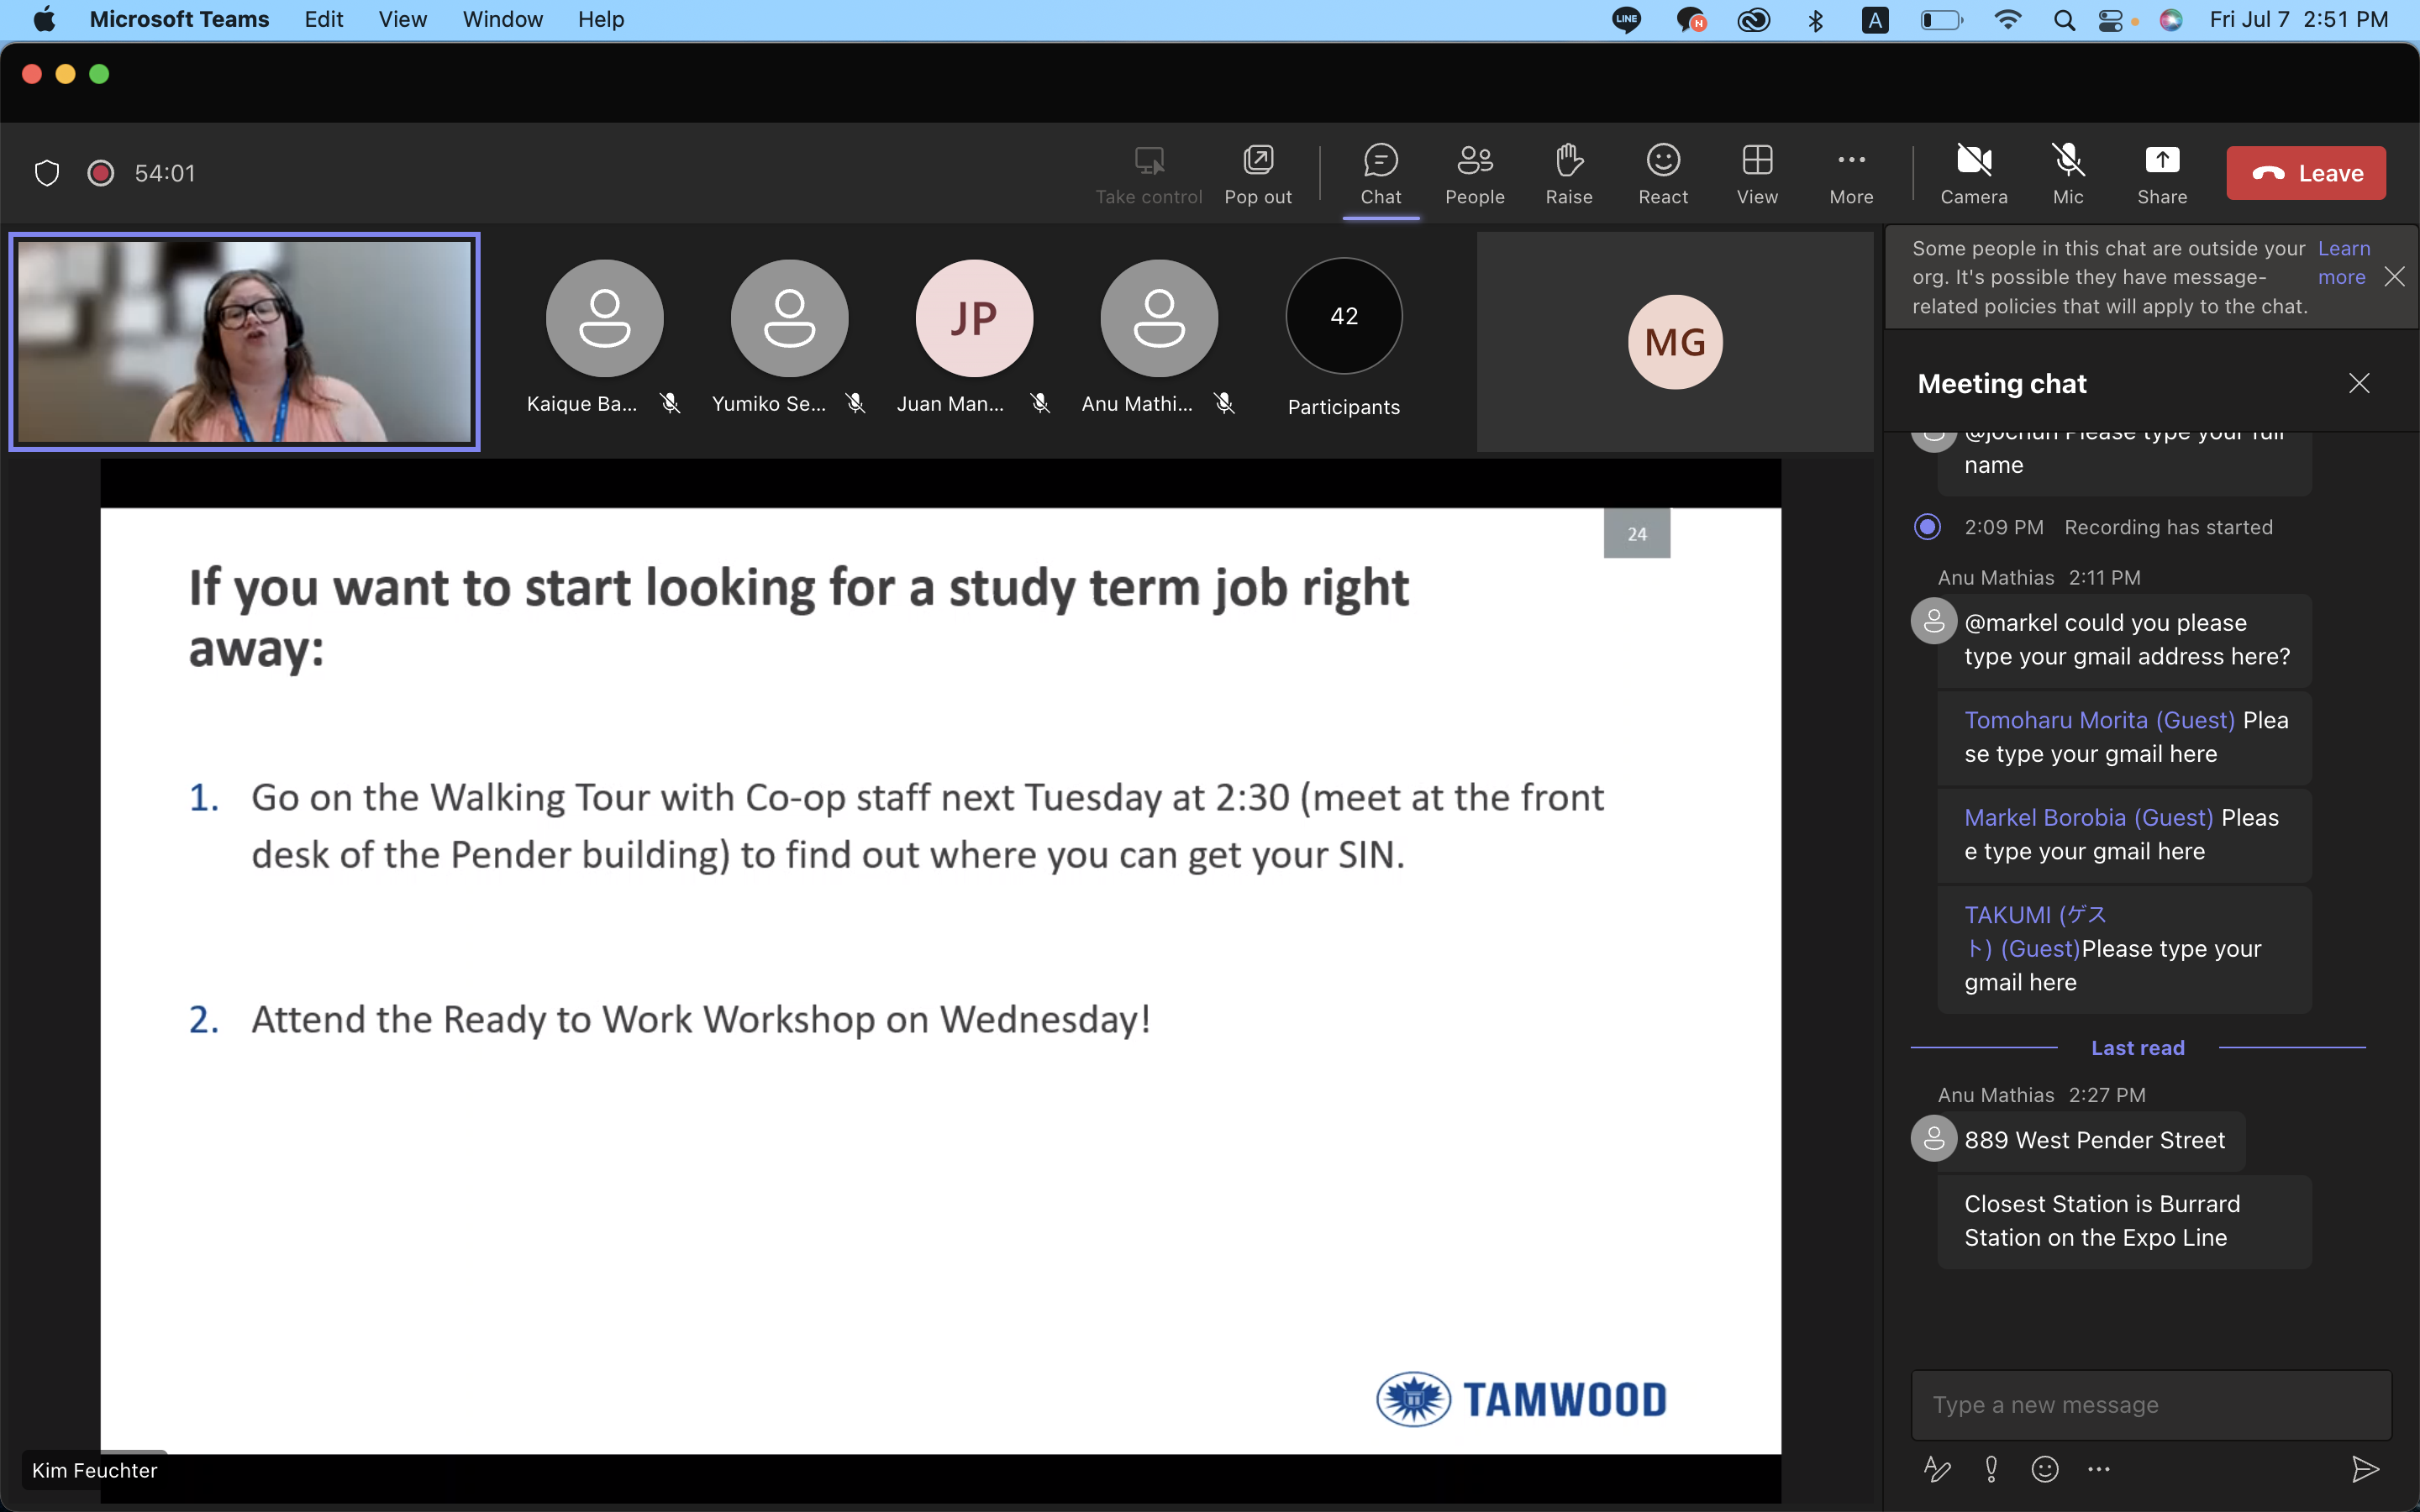 Microsoft Teams Edit View Window Help
LINE
N
A
Fri Jul 7 2:51 PM
54:01
Take control Pop out Chat People Raise React View More Camera Mic Share Leave
Kaique Ba...
Yumiko Se...
JP
Juan Man...
Anu Mathi...
42
Participants
MG
24
If you want to start looking for a study term job right
away:
1. Go on the Walking Tour with Co-op staff next Tuesday at 2:30 (meet at the front
desk of the Pender building) to find out where you can get your SIN.
2. Attend the Ready to Work Workshop on Wednesday!
TAMWOOD
Kim Feuchter
Some people in this chat are outside your
org. It's possible they have message-
related policies that will apply to the chat.
Learn
more
Meeting chat
@jochun Please type your full
name
2:09 PM Recording has started
Anu Mathias 2:11 PM
@markel could you please
type your gmail address here?
Tomoharu Morita (Guest) Plea
se type your gmail here
Markel Borobia (Guest) Pleas
e type your gmail here
TAKUMI (ゲス
ト) (Guest)Please type your
gmail here
Last read
Anu Mathias 2:27 PM
889 West Pender Street
Closest Station is Burrard
Station on the Expo Line
Type a new message